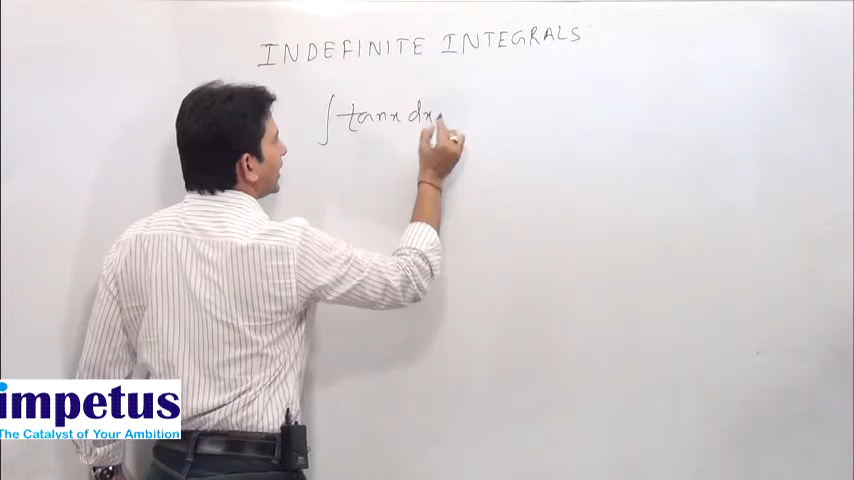 INDEFINITE INTEGRALS
∫ tanx dx
impetus
The Catalyst of Your Ambition